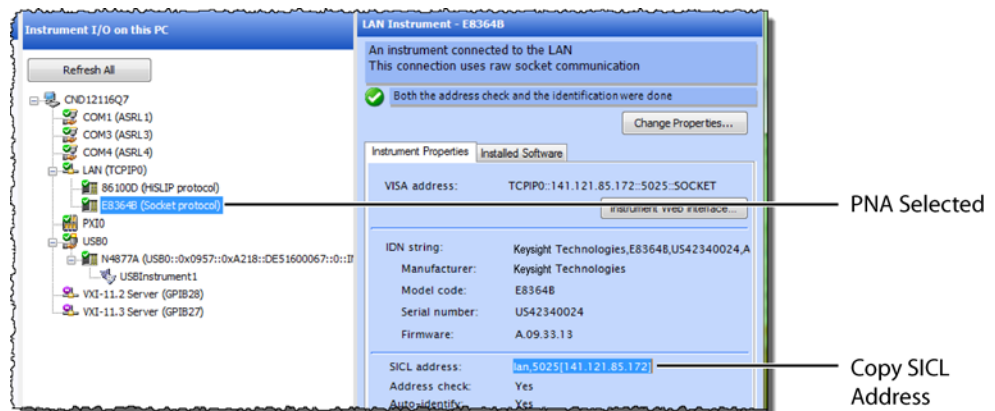 Instrument I/O on this PC
Refresh All
CND12116Q7
COM1 (ASRL1)
COM3 (ASRL3)
COM4 (ASRL4)
LAN (TCPIP0)
86100D (HiSLIP protocol)
E8364B (Socket protocol)
PXI0
USB0
N4877A (USB0::0x0957::0xA218::DE51600067::0::I
USBInstrument1
VXI-11.2 Server (GPIB28)
VXI-11.3 Server (GPIB27)
LAN Instrument - E8364B
An instrument connected to the LAN
This connection uses raw socket communication
Both the address check and the identification were done
Change Properties...
Instrument Properties
Installed Software
VISA address: TCPIP0::141.121.85.172::5025::SOCKET
Instrument Web Interface...
IDN string: Keysight Technologies,E8364B,US42340024,A
Manufacturer: Keysight Technologies
Model code: E8364B
Serial number: US42340024
Firmware: A.09.33.13
SICL address: lan,5025[141.121.85.172]
Address check: Yes
Auto-identify: Yes
PNA Selected
Copy SICL
Address